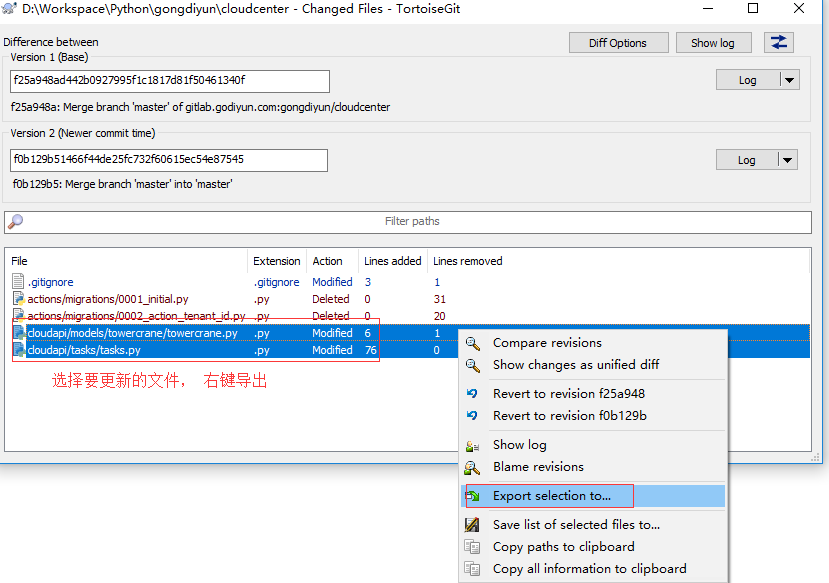 D:\Workspace\Python\gongdiyun\cloudcenter - Changed Files - TortoiseGit
Difference between
Diff Options
Show log
Version 1 (Base)
f25a948ad442b0927995f1c1817d81f50461340f
Log
f25a948a: Merge branch 'master' of gitlab.godiyun.com:gongdiyun/cloudcenter
Version 2 (Newer commit time)
f0b129b51466f44de25fc732f60615ec54e87545
Log
f0b129b5: Merge branch 'master' into 'master'
Filter paths
File Extension Action Lines added Lines removed
.gitignore .gitignore Modified 3 1
actions/migrations/0001_initial.py .py Deleted 0 31
actions/migrations/0002_action_tenant_id.py .py Deleted 0 20
cloudapi/models/towercrane/towercrane.py .py Modified 6 1
cloudapi/tasks/tasks.py .py Modified 76 0
选择要更新的文件， 右键导出
Compare revisions
Show changes as unified diff
Revert to revision f25a948
Revert to revision f0b129b
Show log
Blame revisions
Export selection to...
Save list of selected files to...
Copy paths to clipboard
Copy all information to clipboard